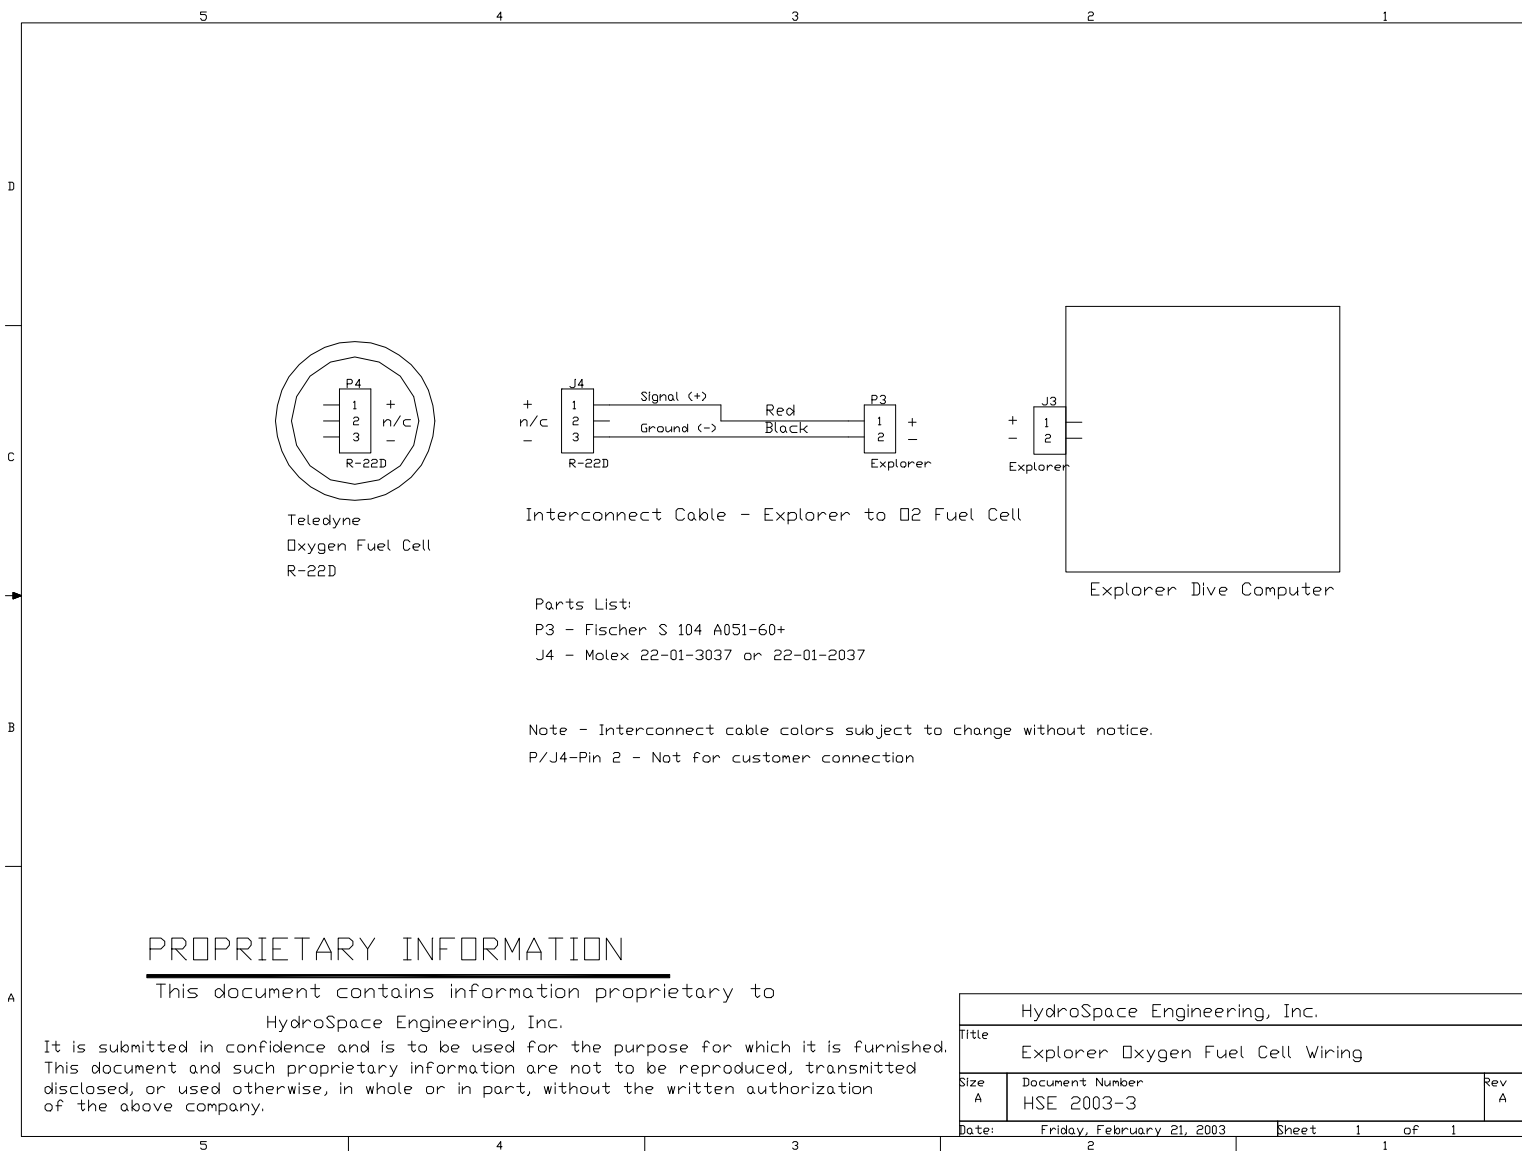 5 4 3 2 1
D
C
B
A
P4
1
2
3
+
n/c
-
R-22D
Teledyne
Oxygen Fuel Cell
R-22D
+
n/c
-
J4
1
2
3
R-22D
Signal (+)
Red
Ground (-)
Black
P3
1
2
+
-
Explorer
+
-
J3
1
2
Explorer
Interconnect Cable - Explorer to O2 Fuel Cell
Explorer Dive Computer
Parts List:
P3 - Fischer S 104 A051-60+
J4 - Molex 22-01-3037 or 22-01-2037
Note - Interconnect cable colors subject to change without notice.
P/J4-Pin 2 - Not for customer connection
PROPRIETARY INFORMATION
This document contains information proprietary to
HydroSpace Engineering, Inc.
It is submitted in confidence and is to be used for the purpose for which it is furnished.
This document and such proprietary information are not to be reproduced, transmitted
disclosed, or used otherwise, in whole or in part, without the written authorization
of the above company.
HydroSpace Engineering, Inc.
Title
Explorer Oxygen Fuel Cell Wiring
Size
A
Document Number
HSE 2003-3
Rev
A
Date: Friday, February 21, 2003 Sheet 1 of 1
5 4 3 2 1